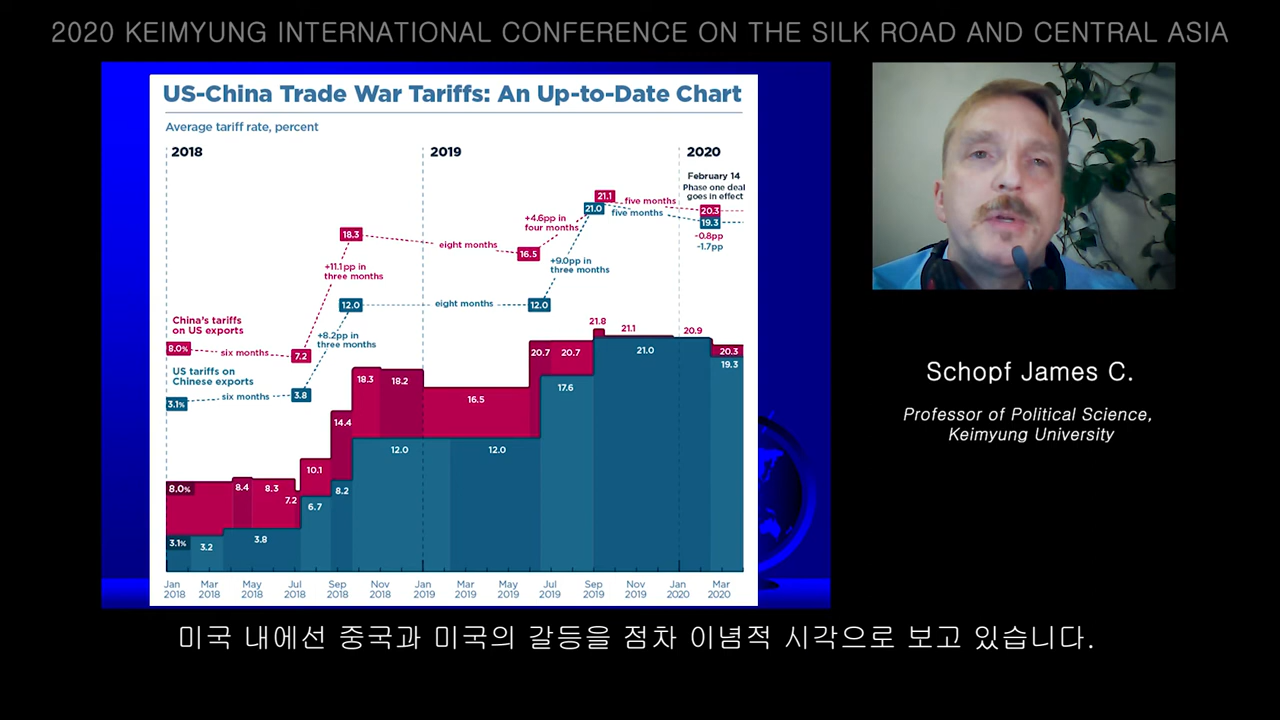 2020 KEIMYUNG INTERNATIONAL CONFERENCE ON THE SILK ROAD AND CENTRAL ASIA
US-China Trade War Tariffs: An Up-to-Date Chart
Average tariff rate, percent
2018
2019
2020
February 14
Phase one deal
goes in effect
21.1
five months
20.3
21.0
five months
19.3
-0.8pp
-1.7pp
+4.6pp in
four months
18.3
eight months
16.5
+9.0pp in
three months
+11.1pp in
three months
12.0
eight months
12.0
China's tariffs
on US exports
8.0%
six months
7.2
+8.2pp in
three months
US tariffs on
Chinese exports
3.1%
six months
3.8
21.8
21.1
20.9
20.7
20.7
21.0
20.3
19.3
18.3
18.2
16.5
17.6
14.4
12.0
12.0
10.1
8.0%
8.4
8.3
7.2
6.7
8.2
3.1%
3.2
3.8
Jan Mar May Jul Sep Nov Jan Mar May Jul Sep Nov Jan Mar
2018 2018 2018 2018 2018 2018 2019 2019 2019 2019 2019 2019 2020 2020
Schopf James C.
Professor of Political Science,
Keimyung University
미국 내에선 중국과 미국의 갈등을 점차 이념적 시각으로 보고 있습니다.